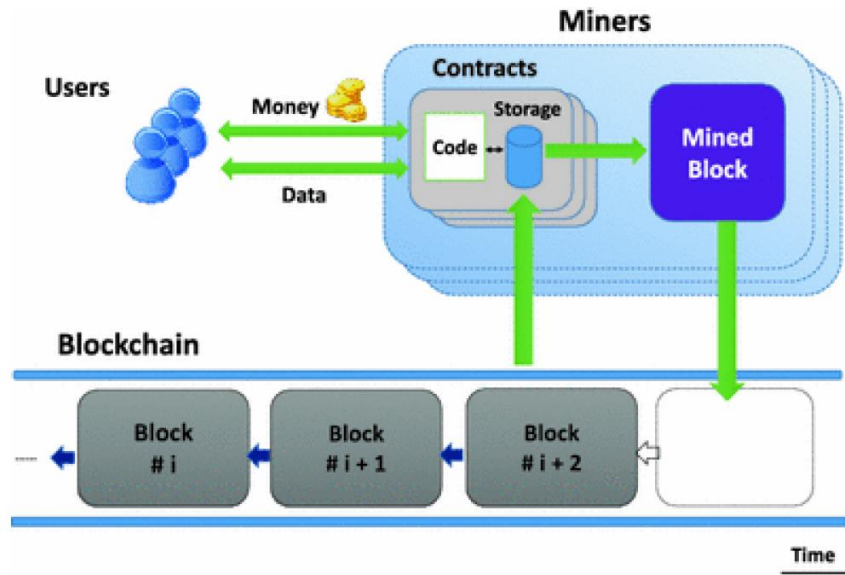 Miners
Users
Contracts
Money
Storage
Code
Data
Mined
Block
Blockchain
Block
# i
Block
# i + 1
Block
# i + 2
Time